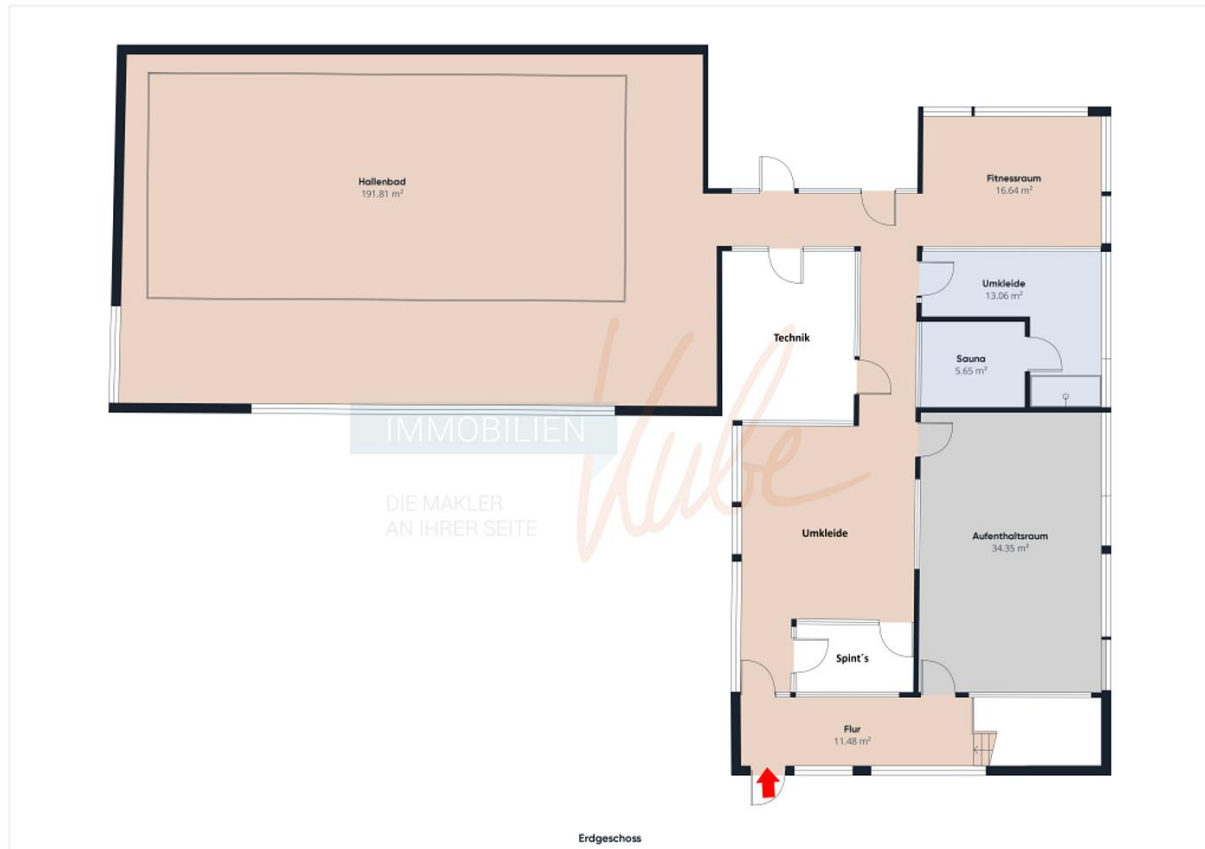 Hallenbad
191.81 m²
Fitnessraum
16.64 m²
Umkleide
13.06 m²
Technik
Sauna
5.65 m²
IMMOBILIEN
Kube
DIE MAKLER
AN IHRER SEITE
Umkleide
Aufenthaltsraum
34.35 m²
Spint´s
Flur
11.48 m²
Erdgeschoss